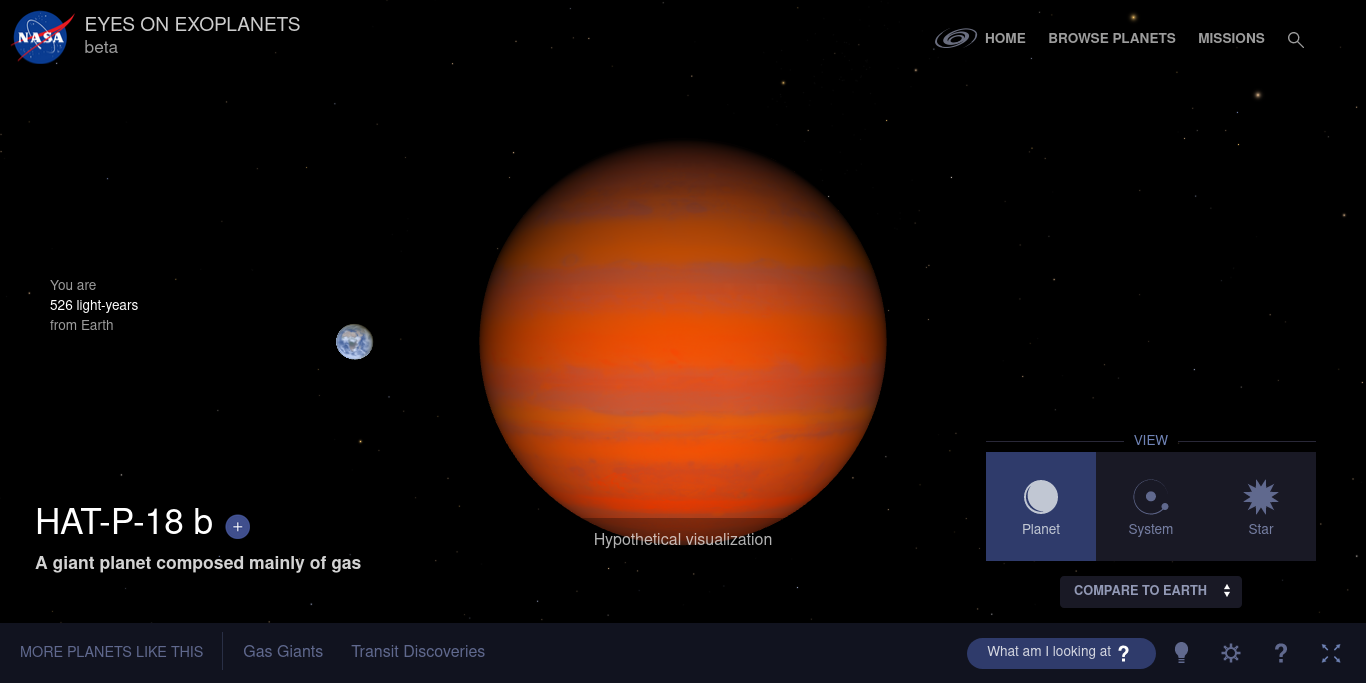 NASA
EYES ON EXOPLANETS
beta
HOME
BROWSE PLANETS
MISSIONS
You are
526 light-years
from Earth
VIEW
Planet
System
Star
HAT-P-18 b +
A giant planet composed mainly of gas
Hypothetical visualization
COMPARE TO EARTH
MORE PLANETS LIKE THIS
Gas Giants
Transit Discoveries
What am I looking at ?
?